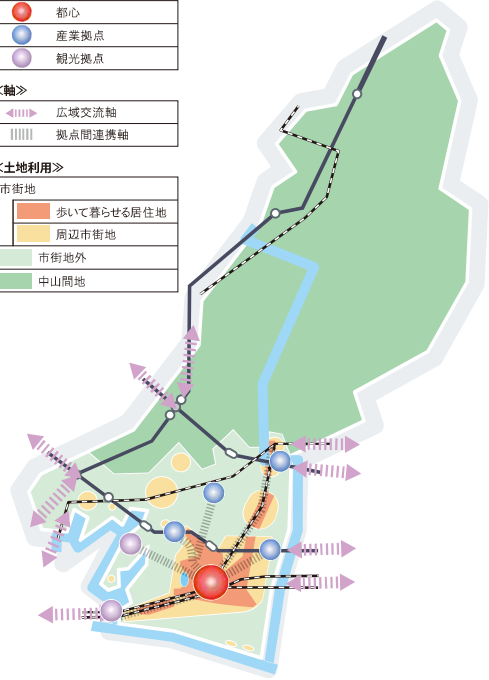 都心
産業拠点
観光拠点
≪軸≫
広域交流軸
拠点間連携軸
≪土地利用≫
市街地
歩いて暮らせる居住地
周辺市街地
市街地外
中山間地